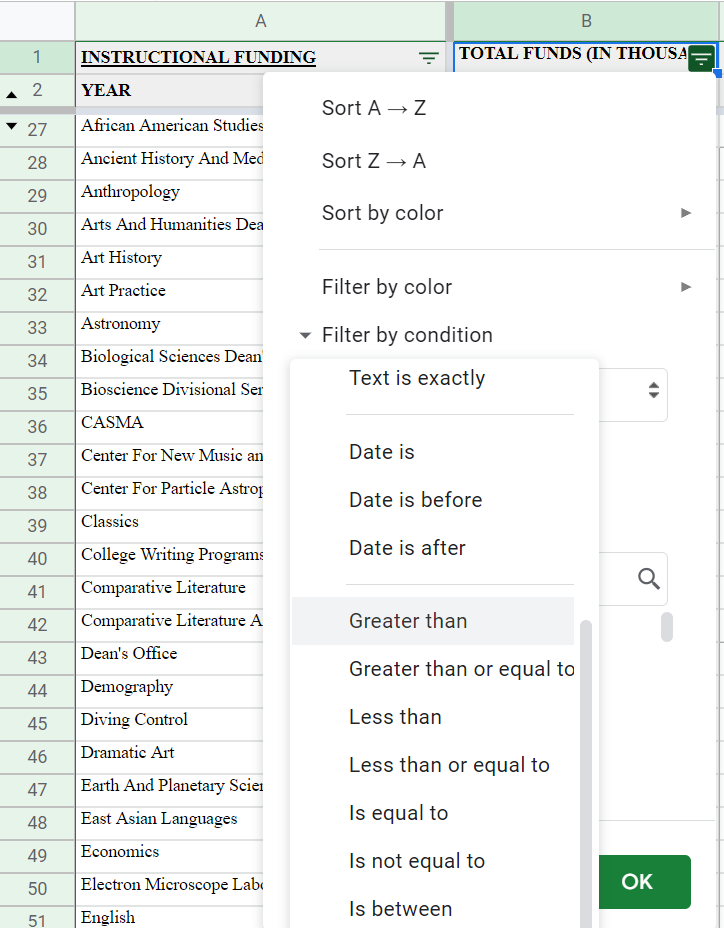 A B
1 INSTRUCTIONAL FUNDING TOTAL FUNDS (IN THOUSA
2 YEAR
27 African American Studies
28 Ancient History And Med
29 Anthropology
30 Arts And Humanities Dea
31 Art History
32 Art Practice
33 Astronomy
34 Biological Sciences Dean'
35 Bioscience Divisional Ser
36 CASMA
37 Center For New Music an
38 Center For Particle Astrop
39 Classics
40 College Writing Programs
41 Comparative Literature
42 Comparative Literature A
43 Dean's Office
44 Demography
45 Diving Control
46 Dramatic Art
47 Earth And Planetary Scien
48 East Asian Languages
49 Economics
50 Electron Microscope Labo
51 English
Sort A → Z
Sort Z → A
Sort by color
Filter by color
Filter by condition
Text is exactly
Date is
Date is before
Date is after
Greater than
Greater than or equal to
Less than
Less than or equal to
Is equal to
Is not equal to
Is between
OK